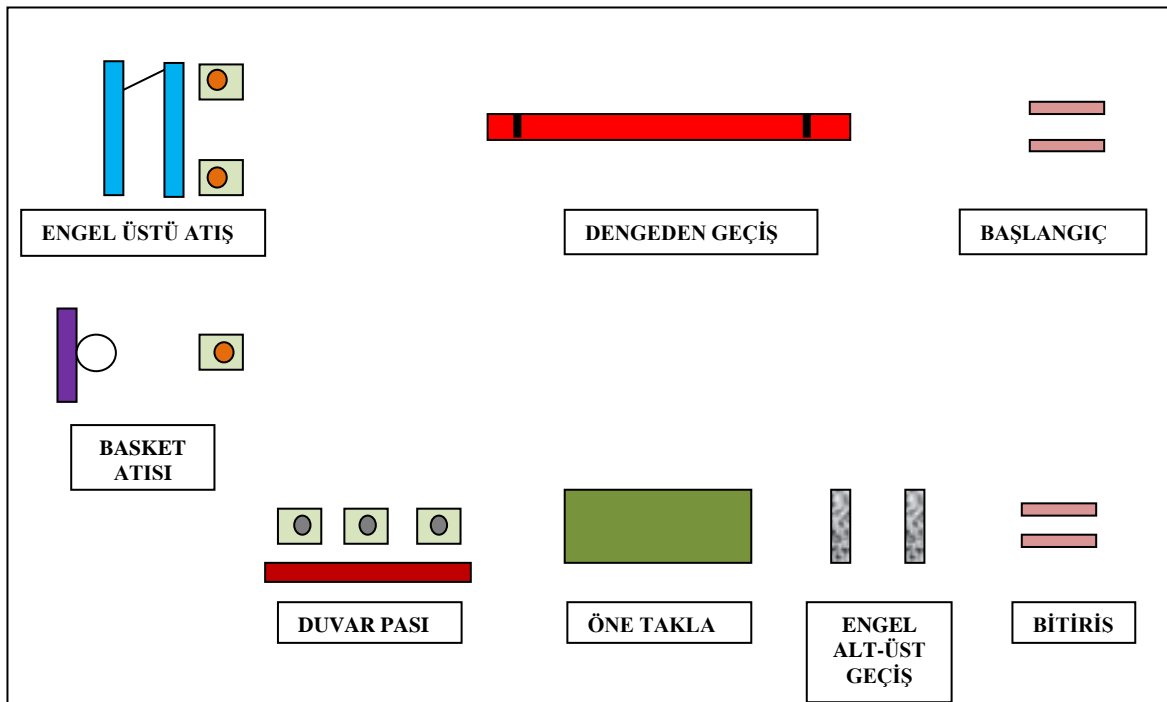 ENGEL ÜSTÜ ATIŞ
DENGEDEN GEÇİŞ
BAŞLANGIÇ
BASKET
ATISI
DUVAR PASI
ÖNE TAKLA
ENGEL
ALT-ÜST
GEÇİŞ
BİTİRİS